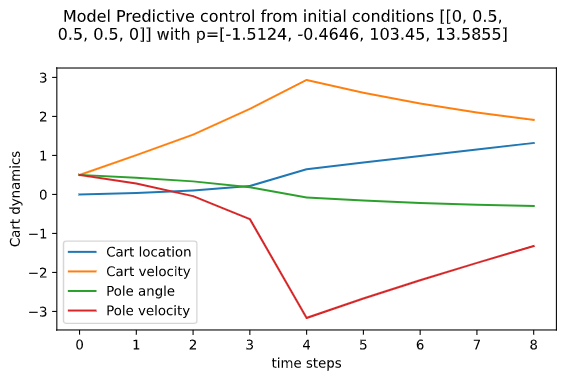 Model Predictive control from initial conditions [[0, 0.5,
0.5, 0.5, 0]] with p=[-1.5124, -0.4646, 103.45, 13.5855]
3
2
1
0
−1
−2
−3
Cart dynamics
Cart location
Cart velocity
Pole angle
Pole velocity
0 1 2 3 4 5 6 7 8
time steps